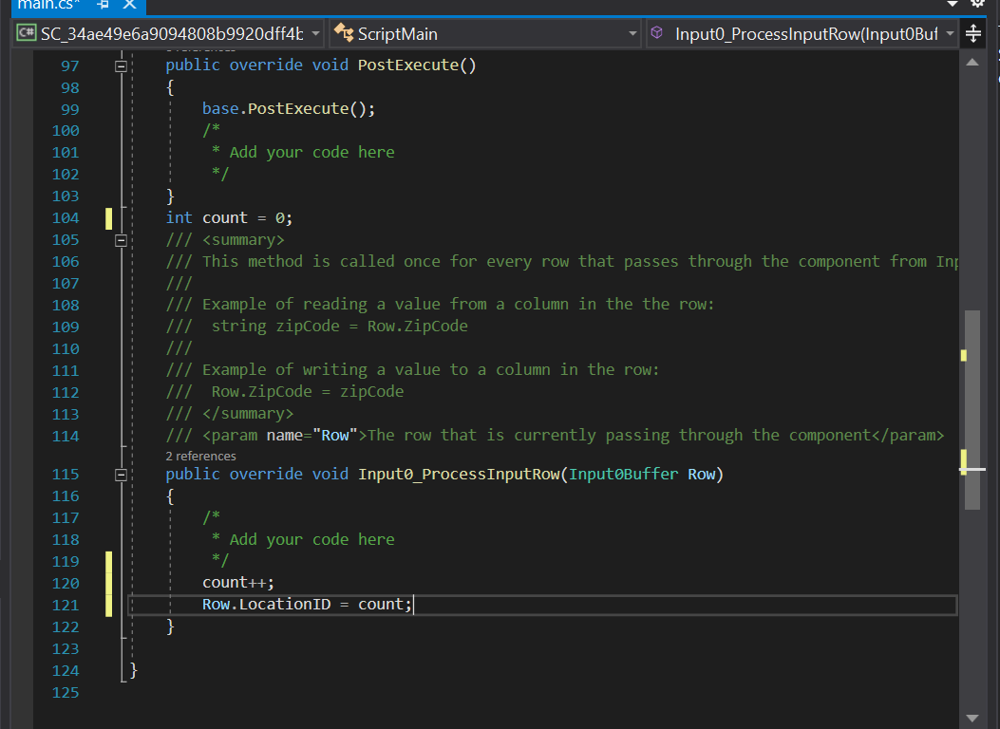 main.cs*
C# SC_34ae49e6a9094808b9920dff4b ScriptMain Input0_ProcessInputRow(Input0Buf
97 public override void PostExecute()
98 {
99 base.PostExecute();
100 /*
101 * Add your code here
102 */
103 }
104 int count = 0;
105 /// <summary>
106 /// This method is called once for every row that passes through the component from Inp
107 ///
108 /// Example of reading a value from a column in the the row:
109 /// string zipCode = Row.ZipCode
110 ///
111 /// Example of writing a value to a column in the row:
112 /// Row.ZipCode = zipCode
113 /// </summary>
114 /// <param name="Row">The row that is currently passing through the component</param>
2 references
115 public override void Input0_ProcessInputRow(Input0Buffer Row)
116 {
117 /*
118 * Add your code here
119 */
120 count++;
121 Row.LocationID = count;
122 }
123
124 }
125